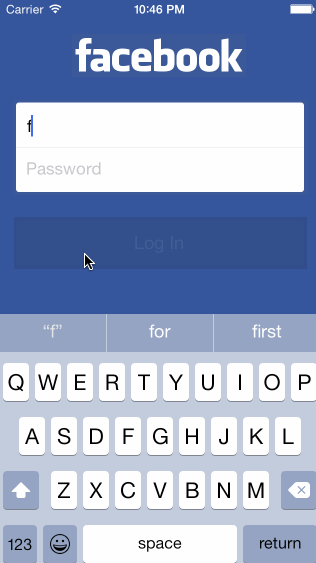 Carrier 10:46 PM
facebook
f
Password
Log In
“f” for first
Q W E R T Y U I O P
A S D F G H J K L
Z X C V B N M
123 space return